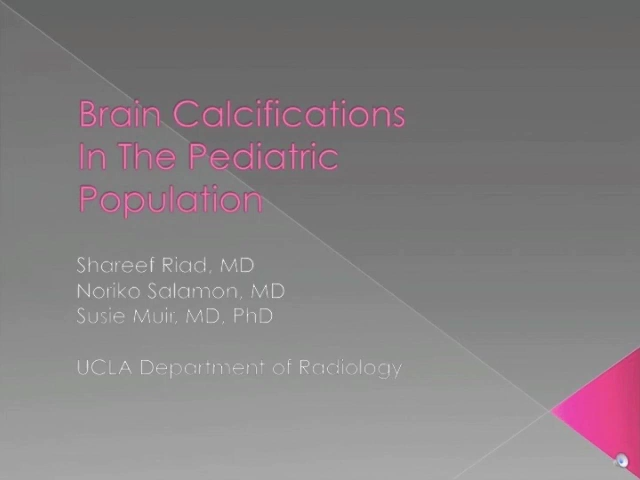 Brain Calcifications
In The Pediatric
Population
Shareef Riad, MD
Noriko Salamon, MD
Susie Muir, MD, PhD
UCLA Department of Radiology